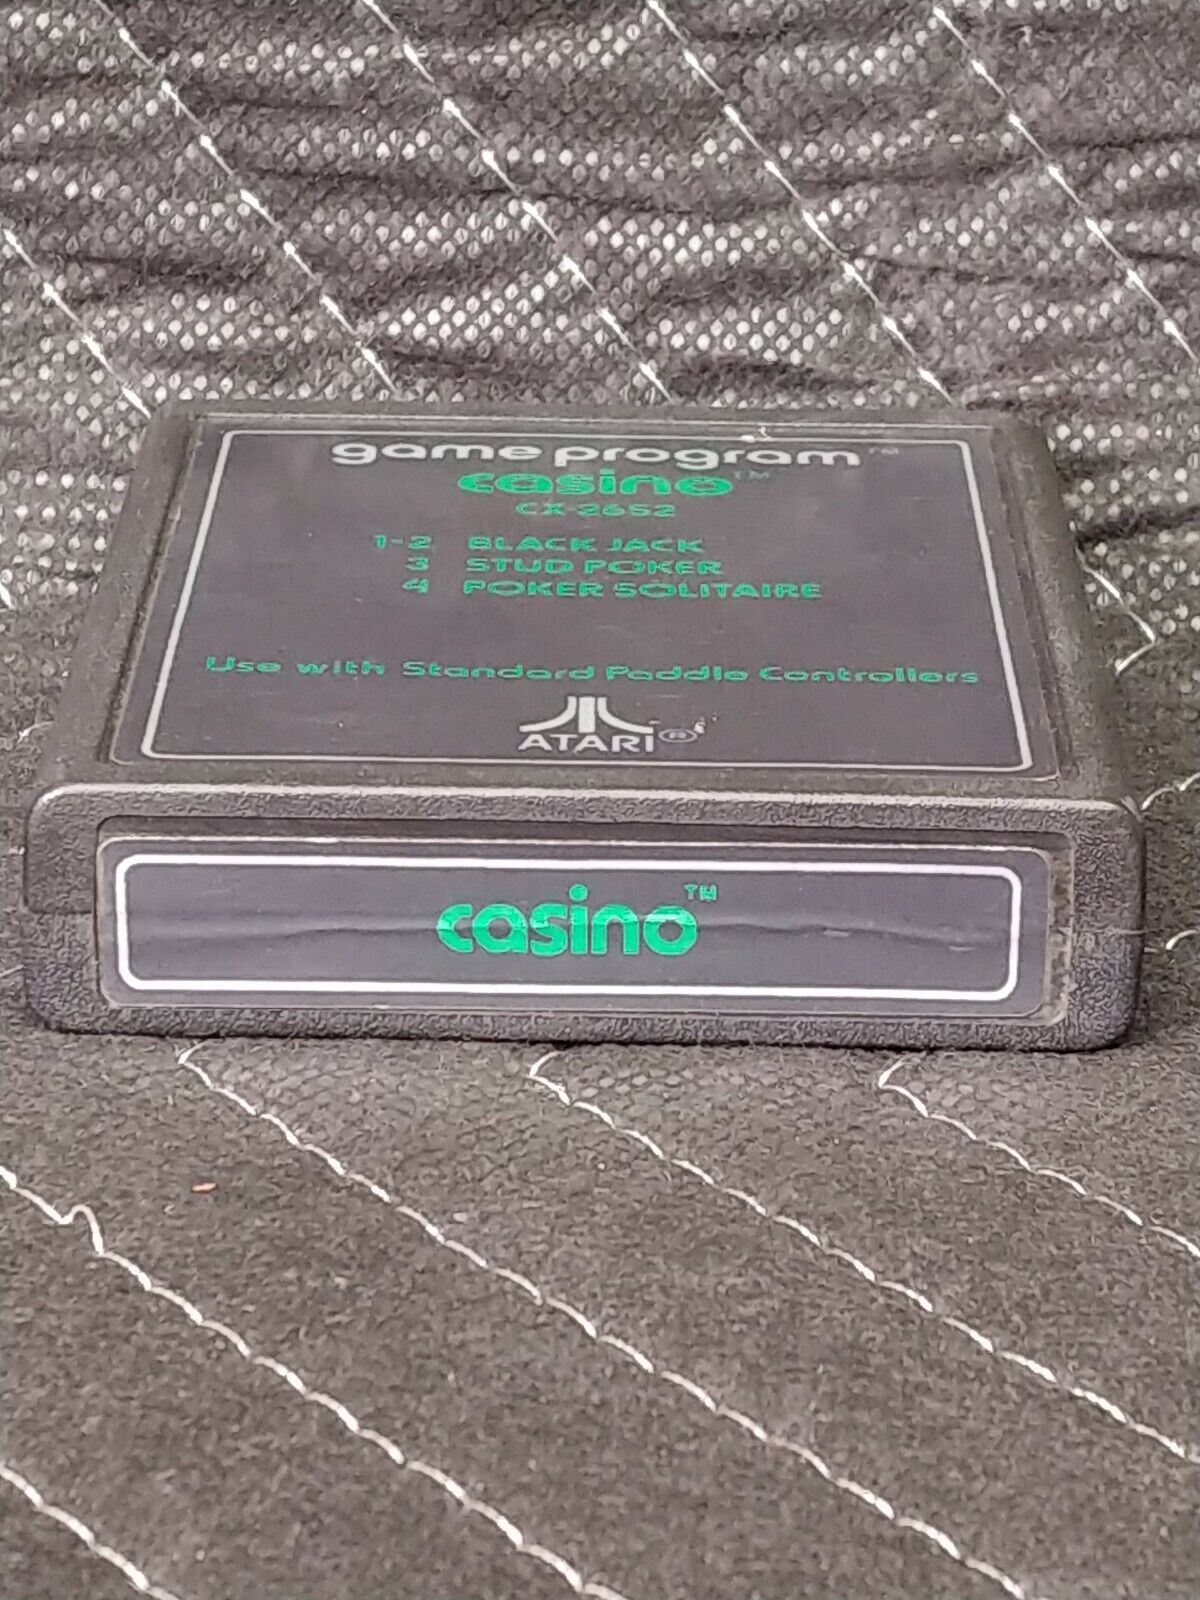 game program™
casino™
CX-2652
1-2 BLACK JACK
3 STUD POKER
4 POKER SOLITAIRE
Use with Standard Paddle Controllers
ATARI®
casino™